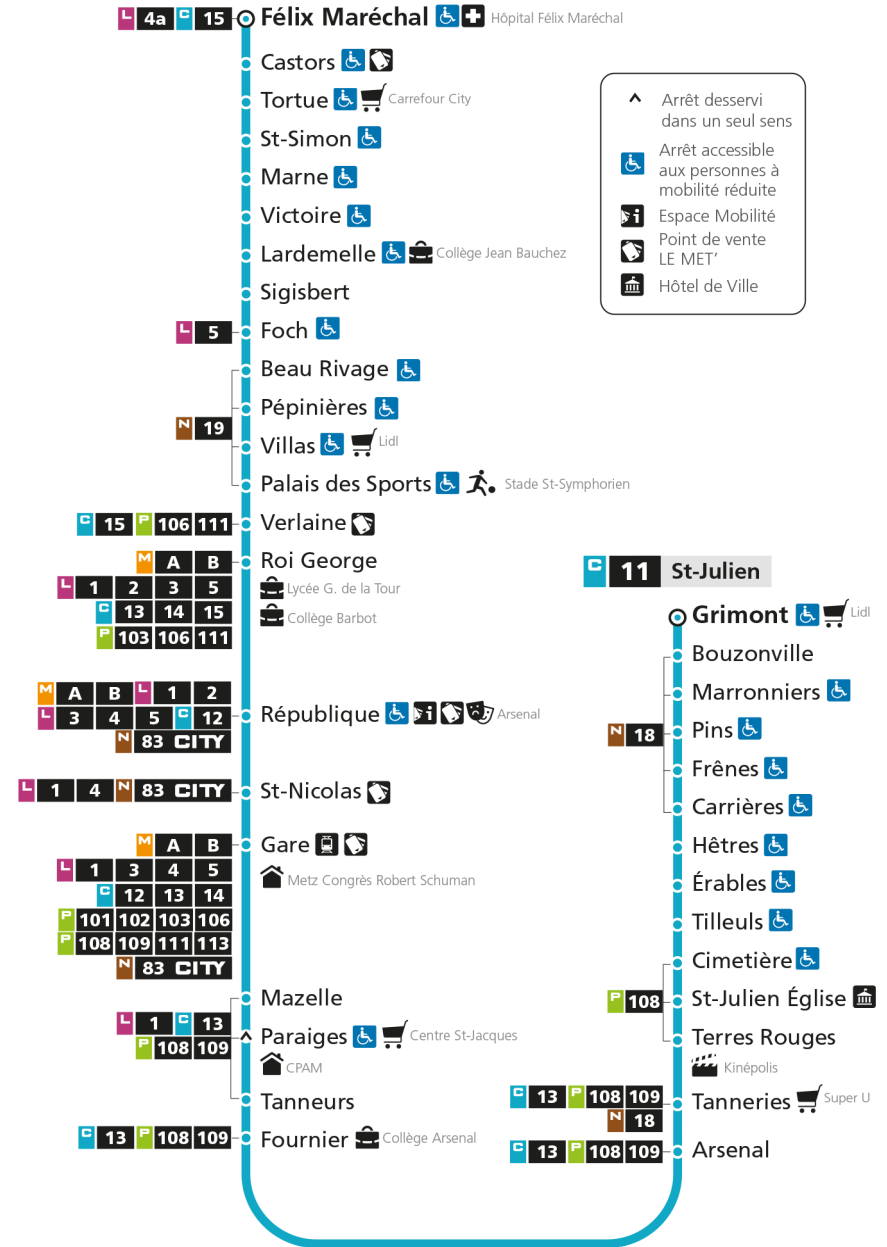 L 4a C 15 Félix Maréchal Hôpital Félix Maréchal
Castors
Tortue Carrefour City
St-Simon
Marne
Victoire
Lardemelle Collège Jean Bauchez
Sigisbert
L 5 Foch
Beau Rivage
Pépinières
N 19
Villas Lidl
Palais des Sports Stade St-Symphorien
C 15 P 106 111 Verlaine
M A B Roi George
L 1 2 3 5 Lycée G. de la Tour
C 13 14 15 Collège Barbot
P 103 106 111
M A B L 1 2
L 3 4 5 C 12 République i Arsenal
N 83 CITY
L 1 4 N 83 CITY St-Nicolas
M A B Gare
L 1 3 4 5 Metz Congrès Robert Schuman
C 12 13 14
P 101 102 103 106
P 108 109 111 113
N 83 CITY
Mazelle
L 1 C 13 Paraiges Centre St-Jacques
P 108 109 CPAM
Tanneurs
C 13 P 108 109 Fournier Collège Arsenal
Arrêt desservi
dans un seul sens
Arrêt accessible
aux personnes à
mobilité réduite
i Espace Mobilité
Point de vente
LE MET’
Hôtel de Ville
C 11 St-Julien
Grimont Lidl
Bouzonville
Marronniers
N 18 Pins
Frênes
Carrières
Hêtres
Érables
Tilleuls
Cimetière
P 108 St-Julien Église
Terres Rouges
Kinépolis
C 13 P 108 109 Tanneries Super U
N 18
C 13 P 108 109 Arsenal